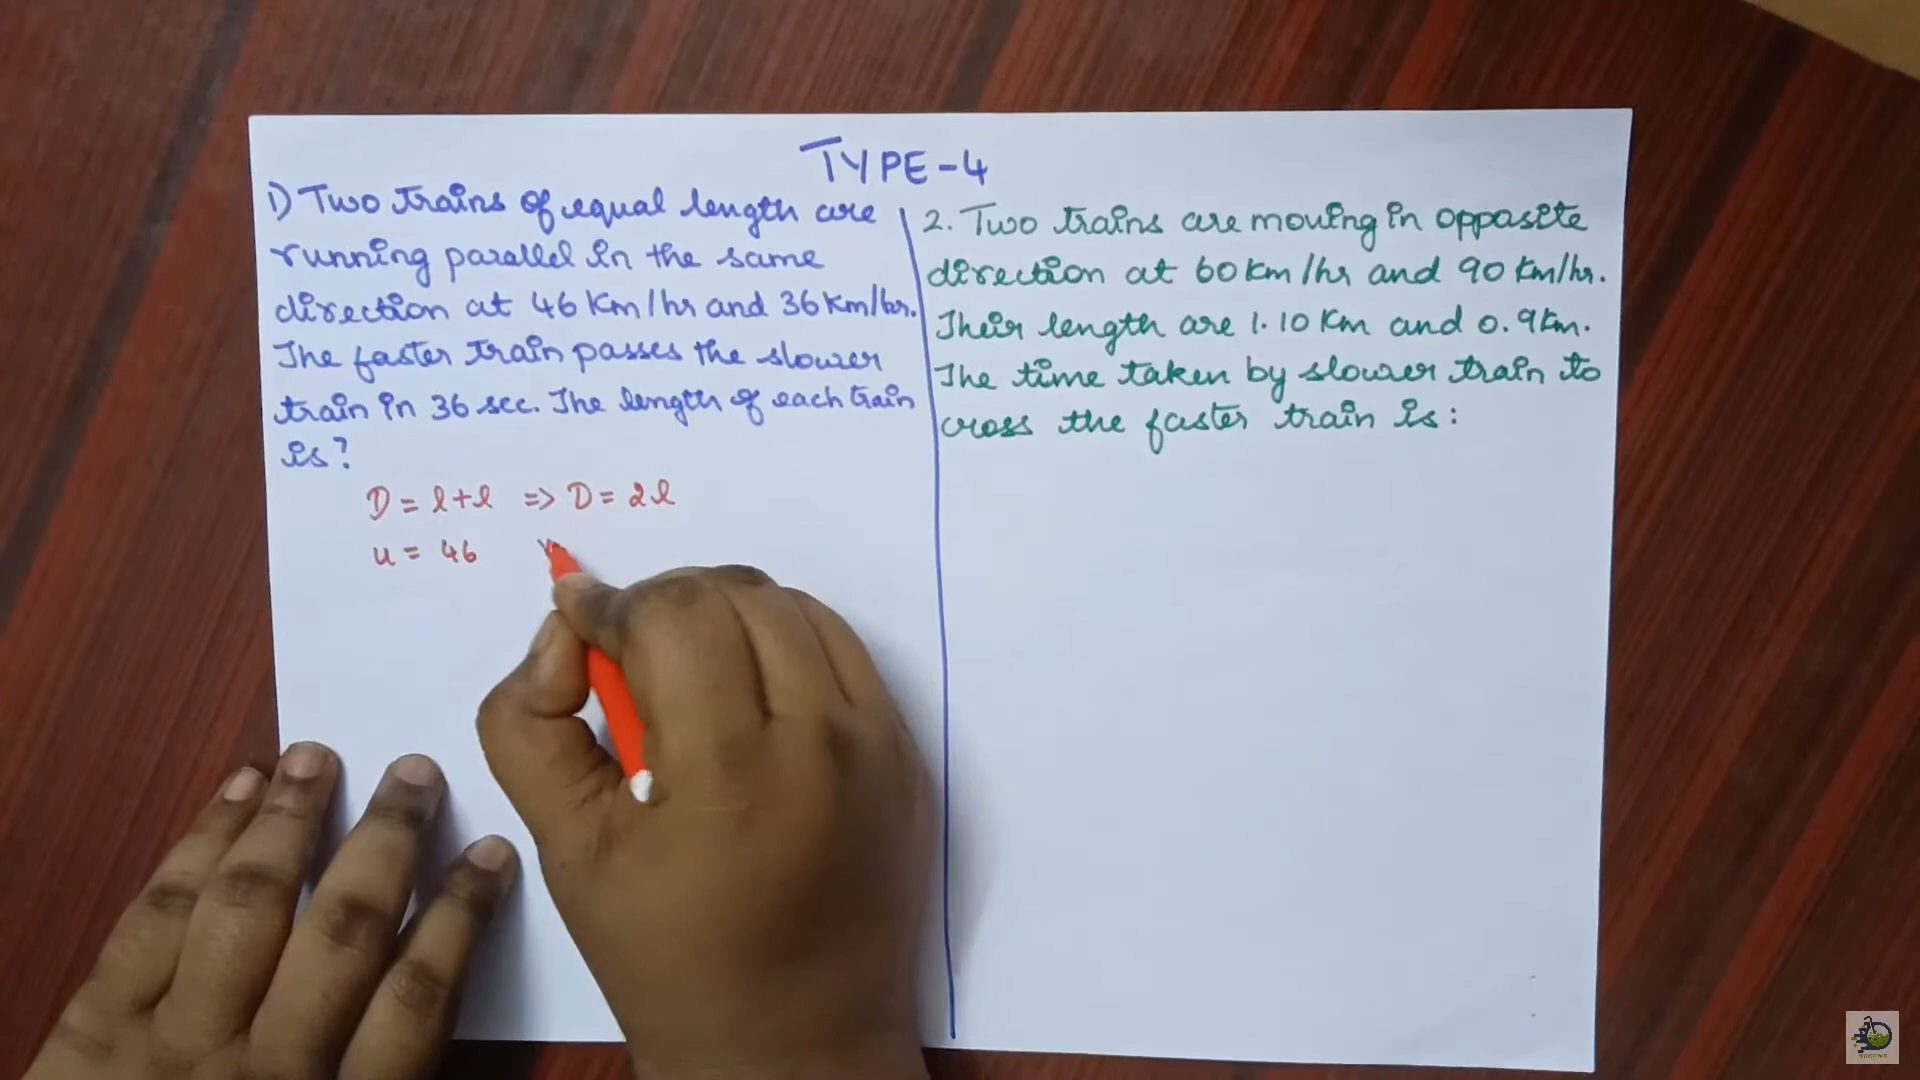 TYPE-4
1) Two trains of equal length are
running parallel in the same
direction at 46 Km/hr and 36 km/hr.
The faster train passes the slower
train in 36 sec. The length of each train
is?
D = l+l => D = 2l
u = 46
2. Two trains are moving in opposite
direction at 60 km/hr and 90 Km/hr.
Their length are 1.10 Km and 0.9 Km.
The time taken by slower train to
cross the faster train is: